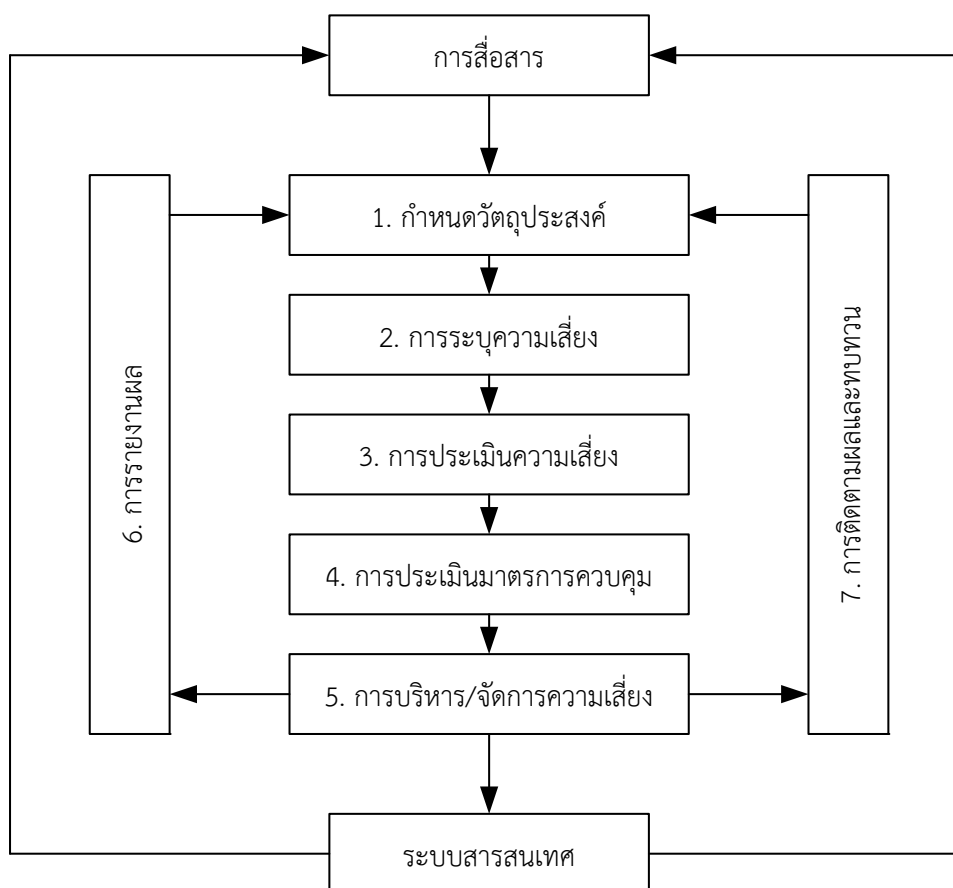 การสื่อสาร
1. กำหนดวัตถุประสงค์
2. การระบุความเสี่ยง
3. การประเมินความเสี่ยง
4. การประเมินมาตรการควบคุม
5. การบริหาร/จัดการความเสี่ยง
6. การรายงานผล
7. การติดตามผลและทบทวน
ระบบสารสนเทศ